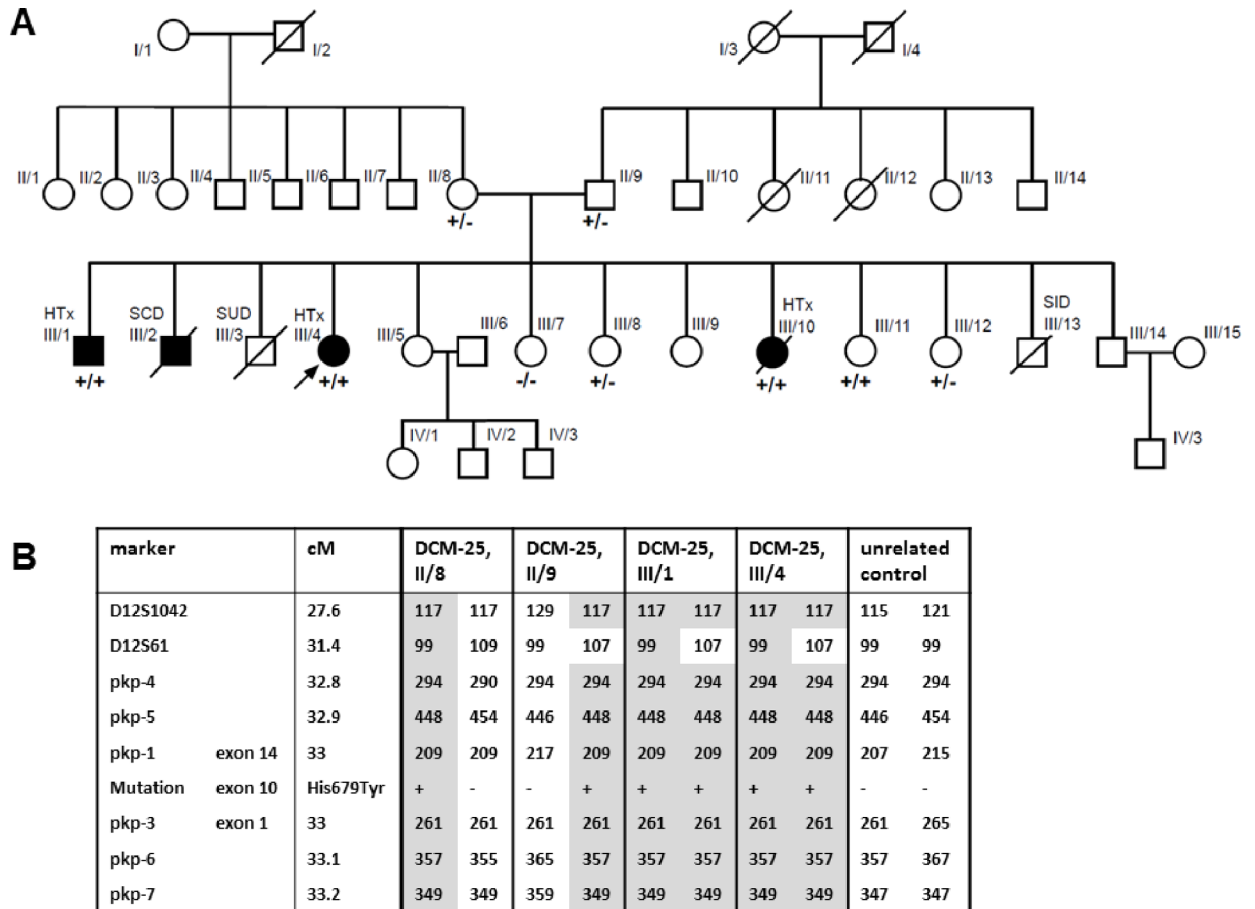 A
I/1 I/2 I/3 I/4
II/1 II/2 II/3 II/4 II/5 II/6 II/7 II/8 II/9 II/10 II/11 II/12 II/13 II/14
+/- +/-
HTx SCD SUD HTx HTx SID
III/1 III/2 III/3 III/4 III/5 III/6 III/7 III/8 III/9 III/10 III/11 III/12 III/13 III/14 III/15
+/+ +/+ -/- +/- +/+ +/+ +/-
IV/1 IV/2 IV/3 IV/3
B
marker cM DCM-25, II/8 DCM-25, II/9 DCM-25, III/1 DCM-25, III/4 unrelated control
D12S1042 27.6 117 117 129 117 117 117 117 117 115 121
D12S61 31.4 99 109 99 107 99 107 99 107 99 99
pkp-4 32.8 294 290 294 294 294 294 294 294 294 294
pkp-5 32.9 448 454 446 448 448 448 448 448 446 454
pkp-1 exon 14 33 209 209 217 209 209 209 209 209 207 215
Mutation exon 10 His679Tyr + - - + + + + + - -
pkp-3 exon 1 33 261 261 261 261 261 261 261 261 261 265
pkp-6 33.1 357 355 365 357 357 357 357 357 357 367
pkp-7 33.2 349 349 359 349 349 349 349 349 347 347